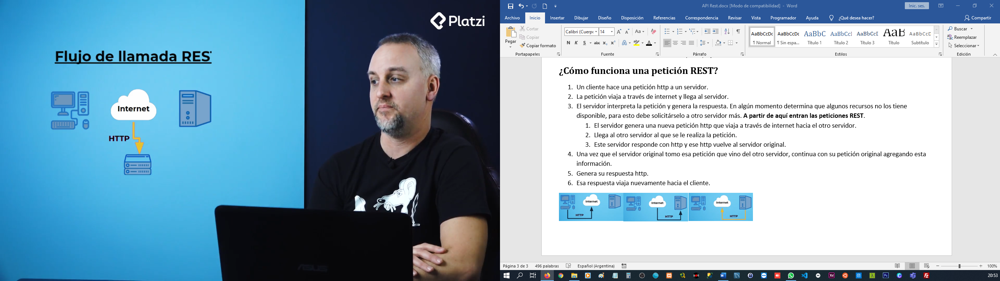 Platzi
Flujo de llamada RES
Internet
HTTP
ASUS
API Rest.docx [Modo de compatibilidad] - Word
Inic. ses.
Archivo Inicio Insertar Dibujar Diseño Disposición Referencias Correspondencia Revisar Vista Programador Ayuda ¿Qué desea hacer? Compartir
Pegar
Cortar
Copiar
Copiar formato
Portapapeles
Calibri (Cuerpo 14
Aa
N K S abc x₂ x²
A aby A
Fuente
Párrafo
AaBbCcDc AaBbCcDc AaBbC AaBbCcI AaBbCcI AaB AaBbCcD
¶ Normal ¶ Sin espa... Título 1 Título 2 Título 3 Título Subtítulo
Estilos
Buscar
Reemplazar
Seleccionar
Edición
¿Cómo funciona una petición REST?
1. Un cliente hace una petición http a un servidor.
2. La petición viaja a través de internet y llega al servidor.
3. El servidor interpreta la petición y genera la respuesta. En algún momento determina que algunos recursos no los tiene
disponible, para esto debe solicitárselo a otro servidor más. A partir de aquí entran las peticiones REST.
1. El servidor genera una nueva petición http que viaja a través de internet hacia el otro servidor.
2. Llega al otro servidor al que se le realiza la petición.
3. Este servidor responde con http y ese http vuelve al servidor original.
4. Una vez que el servidor original tomo esa petición que vino del otro servidor, continua con su petición original agregando esta
información.
5. Genera su respuesta http.
6. Esa respuesta viaja nuevamente hacia el cliente.
Internet
HTTP
Internet
HTTP
Internet
HTTP
Página 3 de 3 496 palabras Español (Argentina) 100%
20:53